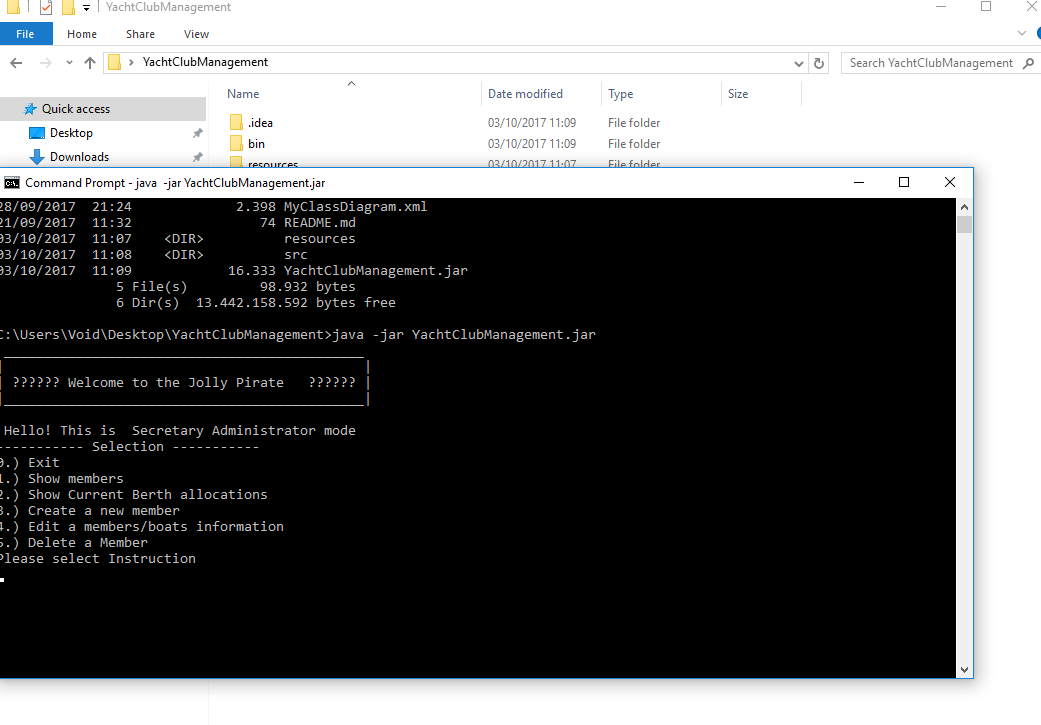 YachtClubManagement
File Home Share View
YachtClubManagement
Search YachtClubManagement
Name Date modified Type Size
Quick access
Desktop
Downloads
.idea 03/10/2017 11:09 File folder
bin 03/10/2017 11:09 File folder
resources 03/10/2017 11:07 File folder
Command Prompt - java -jar YachtClubManagement.jar
28/09/2017 21:24 2.398 MyClassDiagram.xml
21/09/2017 11:32 74 README.md
03/10/2017 11:07 <DIR> resources
03/10/2017 11:08 <DIR> src
03/10/2017 11:09 16.333 YachtClubManagement.jar
5 File(s) 98.932 bytes
6 Dir(s) 13.442.158.592 bytes free
C:\Users\Void\Desktop\YachtClubManagement>java -jar YachtClubManagement.jar
?????? Welcome to the Jolly Pirate ??????
Hello! This is Secretary Administrator mode
----------- Selection -----------
0.) Exit
1.) Show members
2.) Show Current Berth allocations
3.) Create a new member
4.) Edit a members/boats information
5.) Delete a Member
Please select Instruction